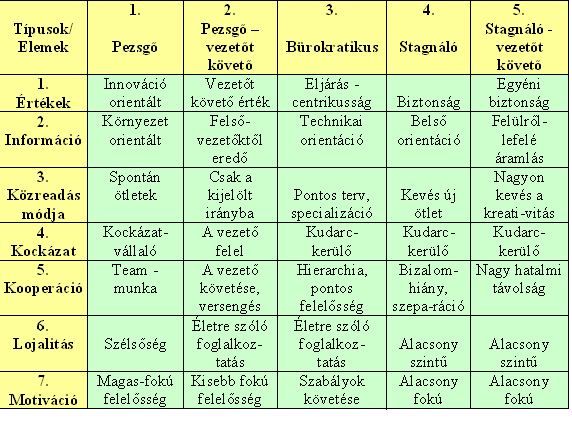 Típusok/ Elemek 1. Pezsgő 2. Pezsgő – vezetőt követő 3. Bürokratikus 4. Stagnáló 5. Stagnáló - vezetőt követő
1. Értékek Innováció orientált Vezetőt követő érték Eljárás - centrikusság Biztonság Egyéni biztonság
2. Információ Környezet orientált Felső- vezetőktől eredő Technikai orientáció Belső orientáció Felülről- lefelé áramlás
3. Közreadás módja Spontán ötletek Csak a kijelölt irányba Pontos terv, specializáció Kevés új ötlet Nagyon kevés a kreati-vitás
4. Kockázat Kockázat- vállaló A vezető felel Kudarc- kerülő Kudarc- kerülő Kudarc- kerülő
5. Kooperáció Team - munka A vezető követése, versengés Hierarchia, pontos felelősség Bizalom- hiány, szepa-ráció Nagy hatalmi távolság
6. Lojalitás Szélsőség Életre szóló foglalkoz- tatás Életre szóló foglalkoz- tatás Alacsony szintű Alacsony szintű
7. Motiváció Magas-fokú felelősség Kisebb fokú felelősség Szabályok követése Alacsony fokú Alacsony fokú